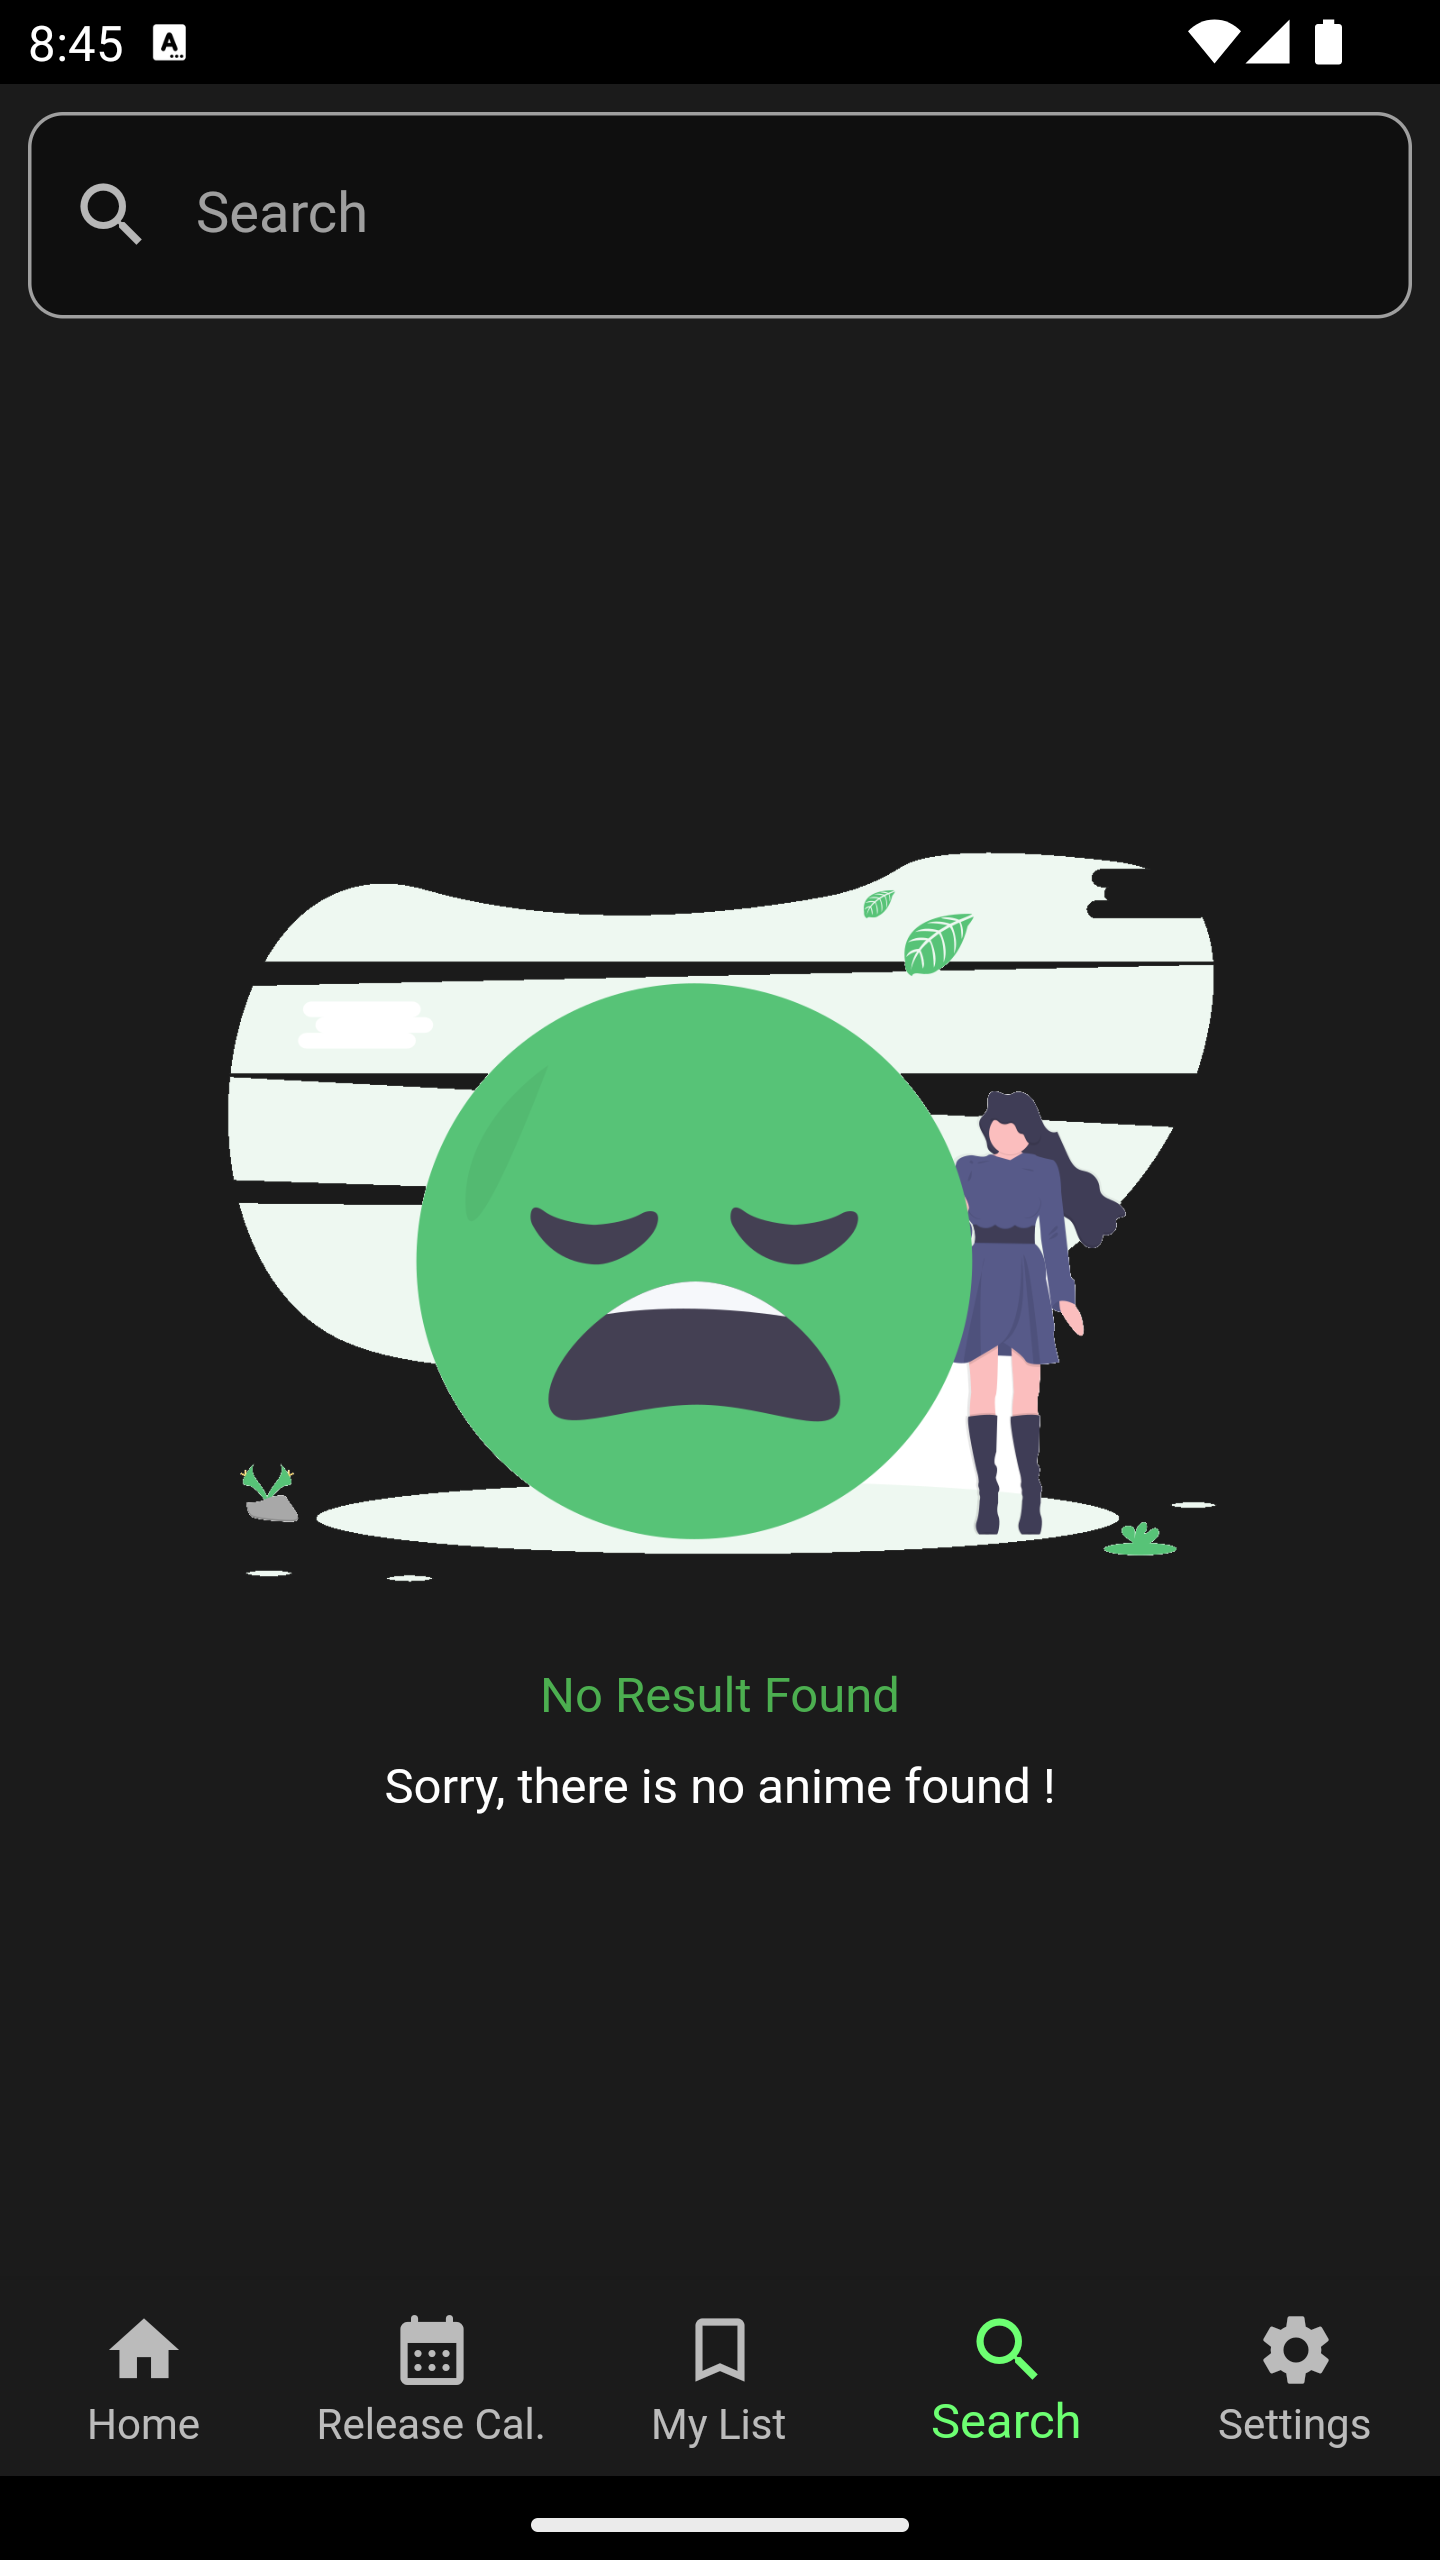 8:45
Search
No Result Found
Sorry, there is no anime found !
Home
Release Cal.
My List
Search
Settings